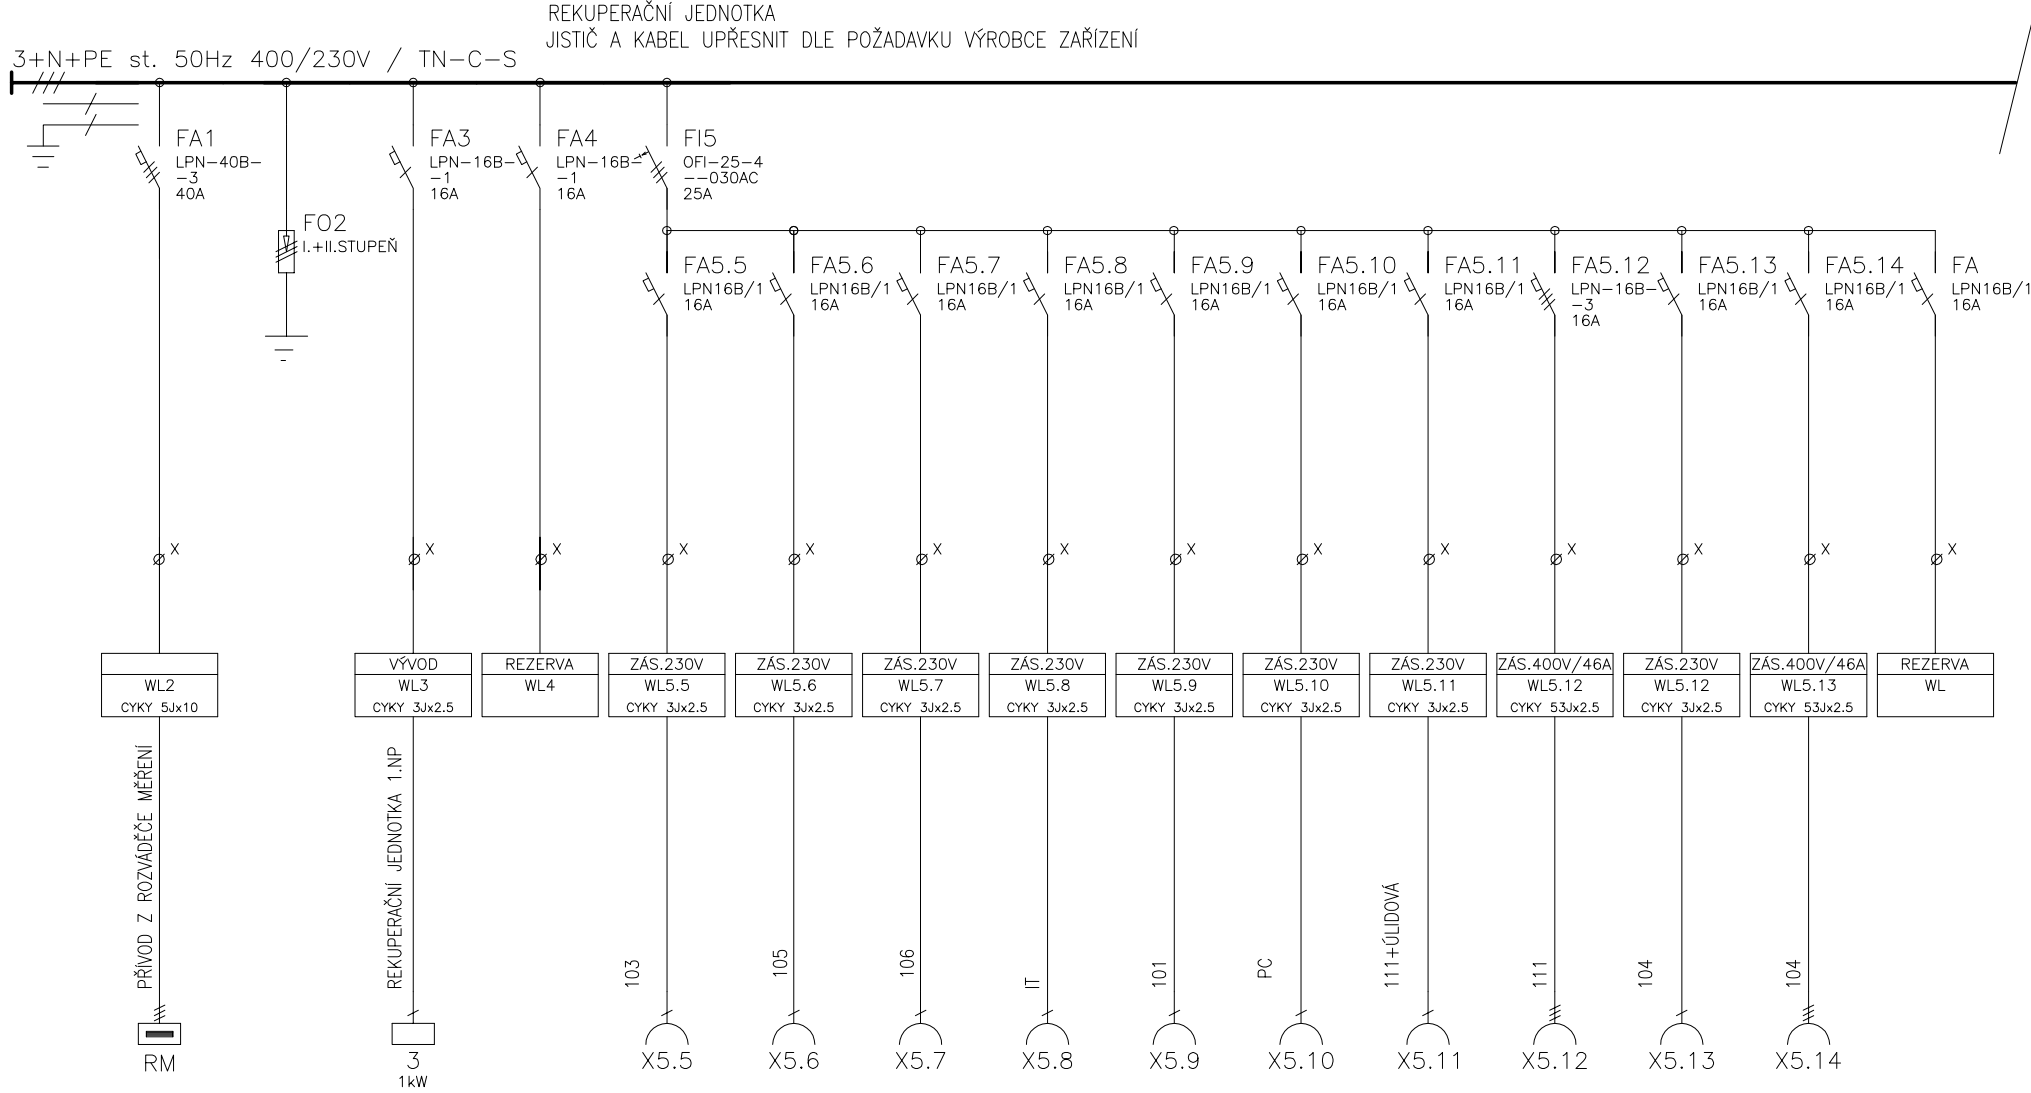 REKUPERAČNÍ JEDNOTKA
JISTIČ A KABEL UPŘESNIT DLE POŽADAVKU VÝROBCE ZAŘÍZENÍ
3+N+PE st. 50Hz 400/230V / TN-C-S
FA1
LPN-40B-
-3
40A
FO2
I.+II.STUPEŇ
FA3
LPN-16B-
-1
16A
FA4
LPN-16B-
-1
16A
FI5
OFI-25-4
--030AC
25A
FA5.5
LPN16B/1
16A
FA5.6
LPN16B/1
16A
FA5.7
LPN16B/1
16A
FA5.8
LPN16B/1
16A
FA5.9
LPN16B/1
16A
FA5.10
LPN16B/1
16A
FA5.11
LPN16B/1
16A
FA5.12
LPN-16B-
-3
16A
FA5.13
LPN16B/1
16A
FA5.14
LPN16B/1
16A
FA
LPN16B/1
16A
X
X
X
X
X
X
X
X
X
X
X
X
X
X
WL2
CYKY 5Jx10
VÝVOD
WL3
CYKY 3Jx2.5
REZERVA
WL4
ZÁS.230V
WL5.5
CYKY 3Jx2.5
ZÁS.230V
WL5.6
CYKY 3Jx2.5
ZÁS.230V
WL5.7
CYKY 3Jx2.5
ZÁS.230V
WL5.8
CYKY 3Jx2.5
ZÁS.230V
WL5.9
CYKY 3Jx2.5
ZÁS.230V
WL5.10
CYKY 3Jx2.5
ZÁS.230V
WL5.11
CYKY 3Jx2.5
ZÁS.400V/46A
WL5.12
CYKY 53Jx2.5
ZÁS.230V
WL5.12
CYKY 3Jx2.5
ZÁS.400V/46A
WL5.13
CYKY 53Jx2.5
REZERVA
WL
PŘÍVOD Z ROZVÁDĚČE MĚŘENÍ
REKUPERAČNÍ JEDNOTKA 1.NP
103
105
106
IT
101
PC
111+ÚLIDOVÁ
111
104
104
RM
3
1kW
X5.5
X5.6
X5.7
X5.8
X5.9
X5.10
X5.11
X5.12
X5.13
X5.14